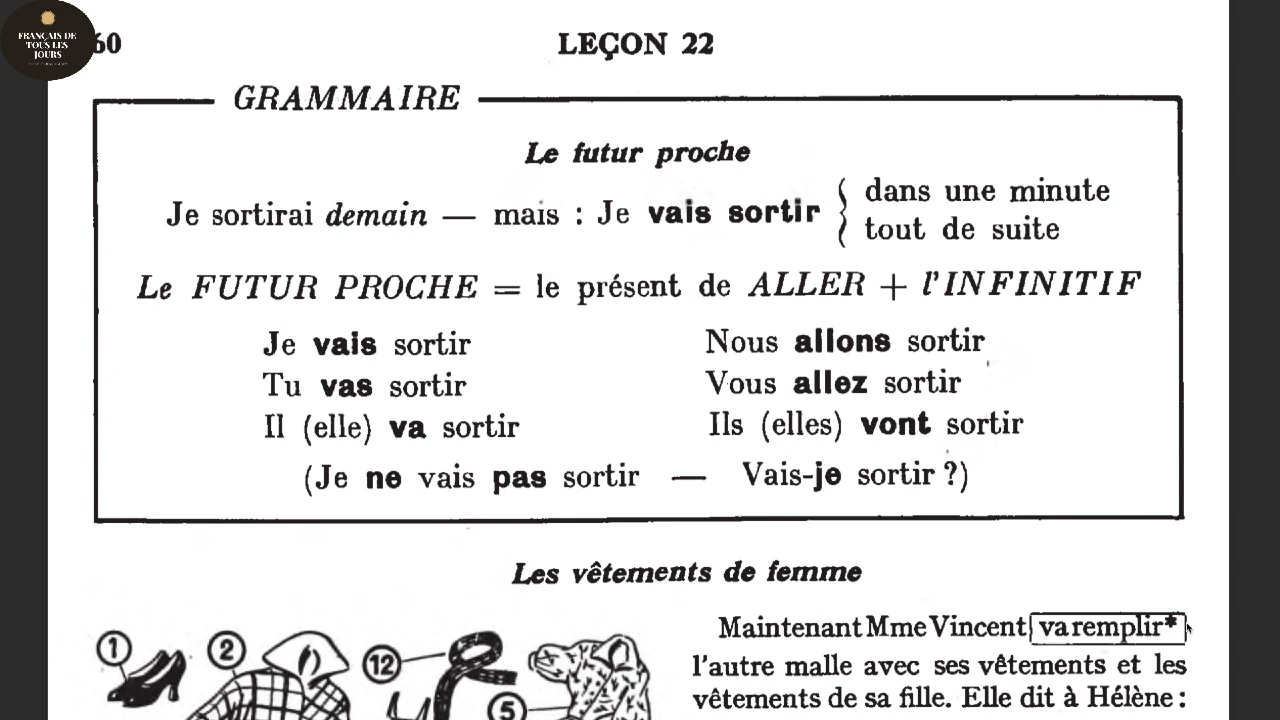 FRANÇAIS DE
TOUS LES
JOURS
60
LEÇON 22
GRAMMAIRE
Le futur proche
Je sortirai demain — mais : Je vais sortir { dans une minute
tout de suite
Le FUTUR PROCHE = le présent de ALLER + l'INFINITIF
Je vais sortir Nous allons sortir
Tu vas sortir Vous allez sortir
Il (elle) va sortir Ils (elles) vont sortir
(Je ne vais pas sortir — Vais-je sortir ?)
Les vêtements de femme
1 2 12 5
Maintenant Mme Vincent va remplir*
l'autre malle avec ses vêtements et les
vêtements de sa fille. Elle dit à Hélène :